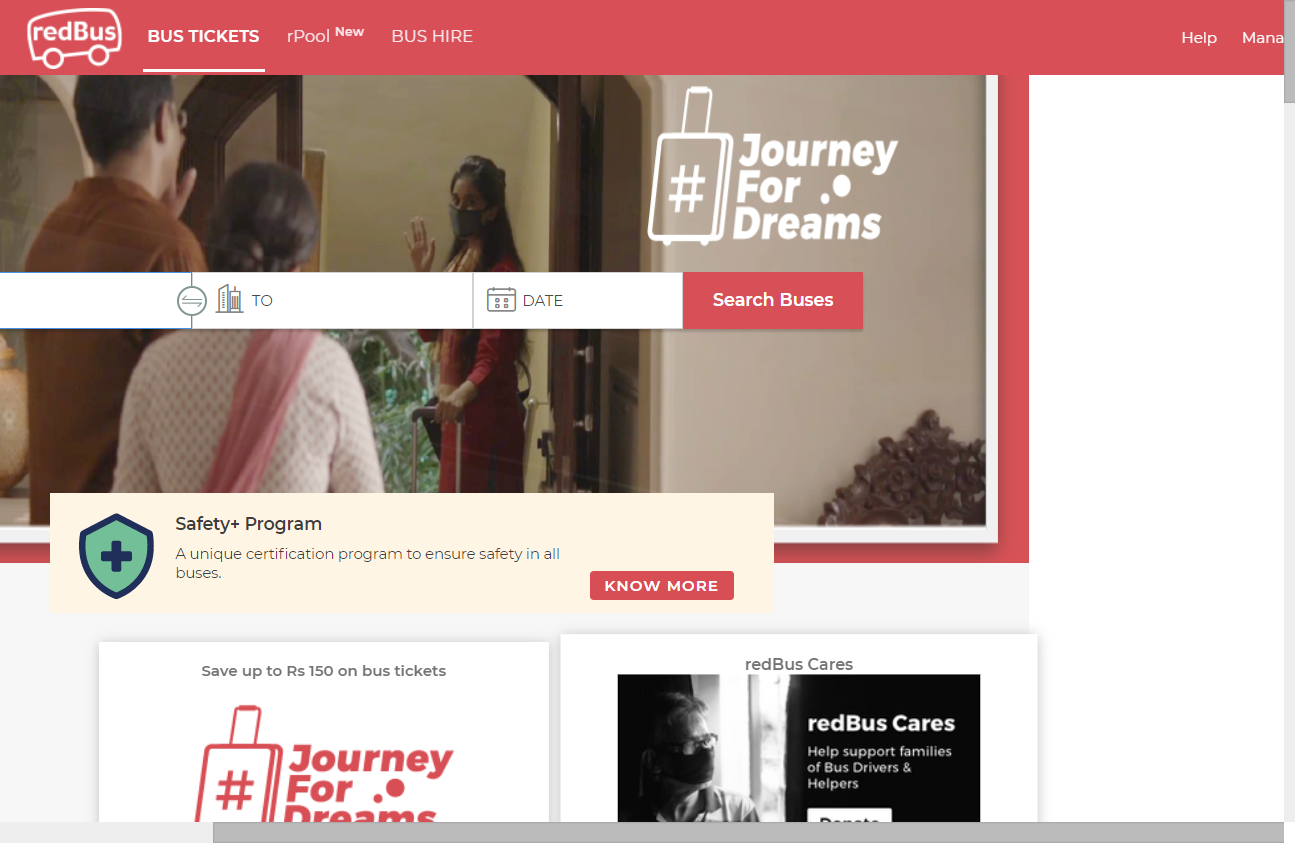 redBus
BUS TICKETS
rPool New
BUS HIRE
Help
Mana
#
Journey
For
Dreams
TO
DATE
Search Buses
Safety+ Program
A unique certification program to ensure safety in all
buses.
KNOW MORE
Save up to Rs 150 on bus tickets
#
Journey
For
Dreams
redBus Cares
redBus Cares
Help support families
of Bus Drivers &
Helpers
Donate